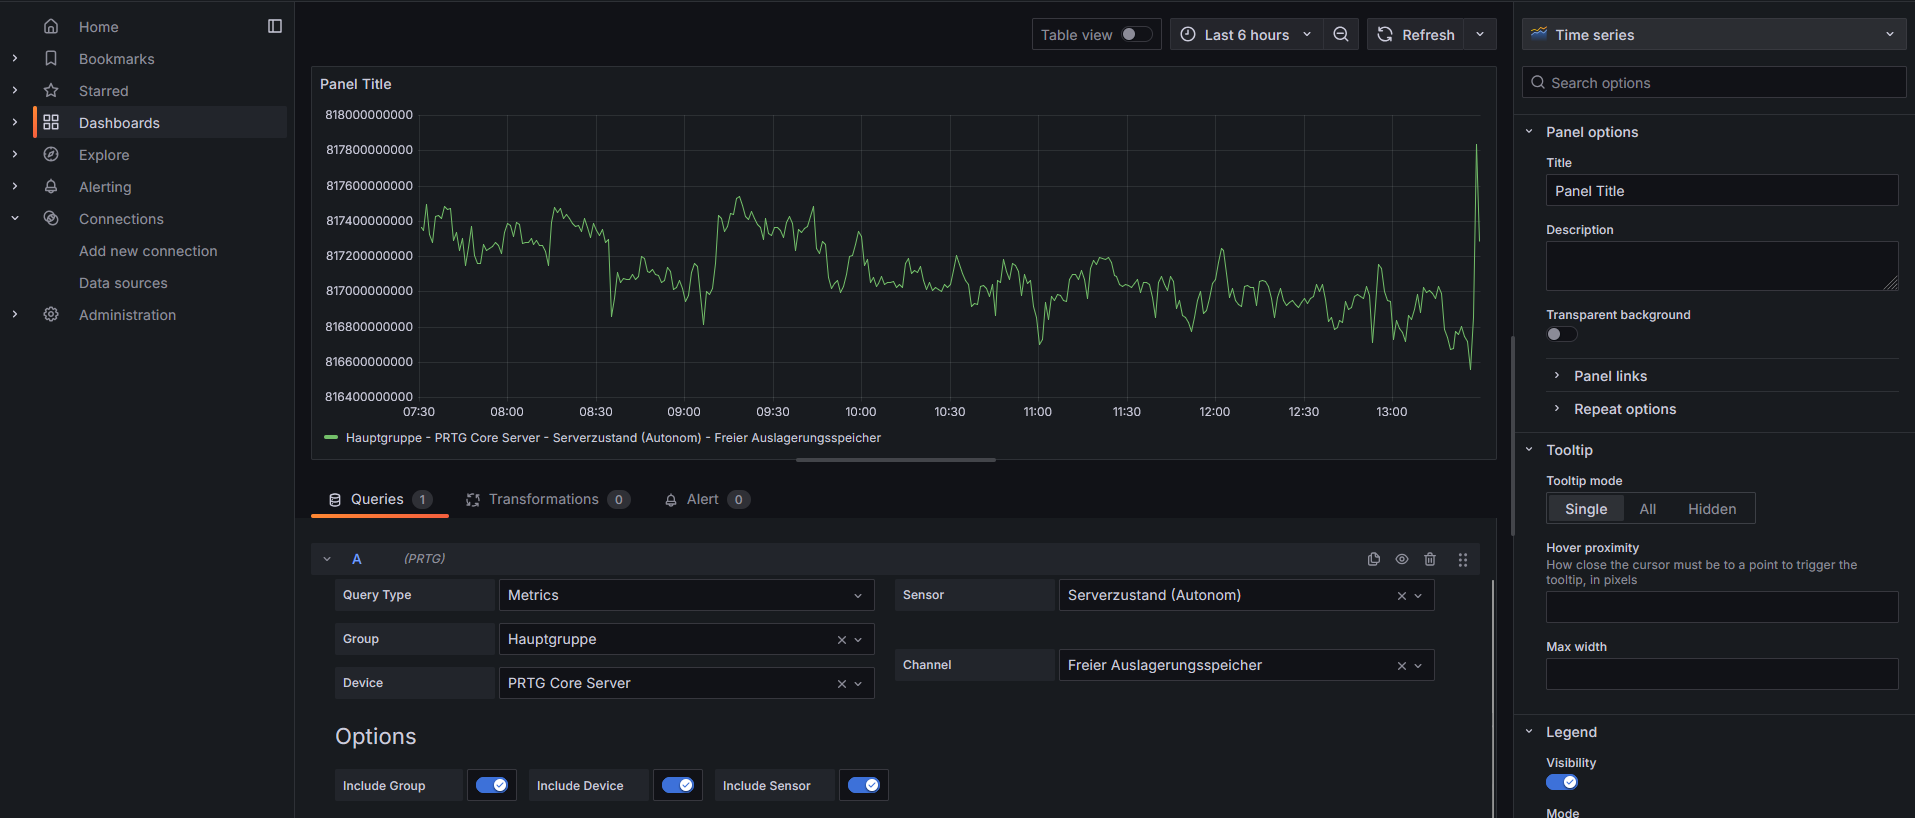 Home
Bookmarks
Starred
Dashboards
Explore
Alerting
Connections
Add new connection
Data sources
Administration
Table view
Last 6 hours
Refresh
Panel Title
818000000000
817800000000
817600000000
817400000000
817200000000
817000000000
816800000000
816600000000
816400000000
07:30 08:00 08:30 09:00 09:30 10:00 10:30 11:00 11:30 12:00 12:30 13:00
Hauptgruppe - PRTG Core Server - Serverzustand (Autonom) - Freier Auslagerungsspeicher
Queries 1
Transformations 0
Alert 0
A (PRTG)
Query Type Metrics
Group Hauptgruppe
Device PRTG Core Server
Sensor Serverzustand (Autonom)
Channel Freier Auslagerungsspeicher
Options
Include Group
Include Device
Include Sensor
Time series
Search options
Panel options
Title
Panel Title
Description
Transparent background
Panel links
Repeat options
Tooltip
Tooltip mode
Single All Hidden
Hover proximity
How close the cursor must be to a point to trigger the
tooltip, in pixels
Max width
Legend
Visibility
Mode